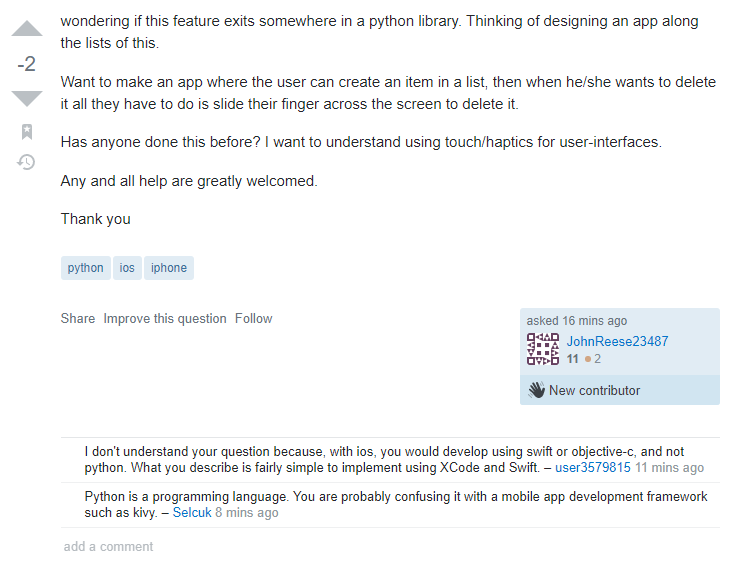 wondering if this feature exits somewhere in a python library. Thinking of designing an app along
the lists of this.
-2
Want to make an app where the user can create an item in a list, then when he/she wants to delete
it all they have to do is slide their finger across the screen to delete it.
Has anyone done this before? I want to understand using touch/haptics for user-interfaces.
Any and all help are greatly welcomed.
Thank you
python ios iphone
Share Improve this question Follow
asked 16 mins ago
JohnReese23487
11 2
New contributor
I don't understand your question because, with ios, you would develop using swift or objective-c, and not
python. What you describe is fairly simple to implement using XCode and Swift. – user3579815 11 mins ago
Python is a programming language. You are probably confusing it with a mobile app development framework
such as kivy. – Selcuk 8 mins ago
add a comment